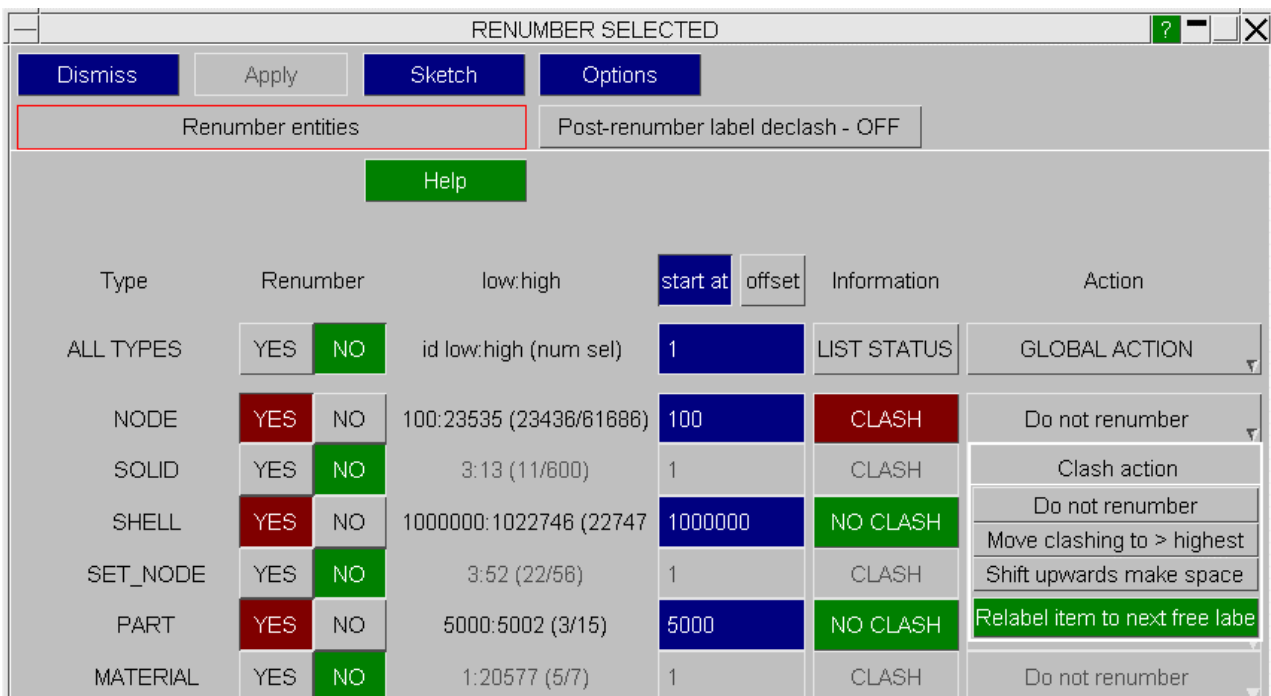 RENUMBER SELECTED ?
Dismiss Apply Sketch Options
Renumber entities Post-renumber label declash - OFF
Help
Type Renumber low:high start at offset Information Action
ALL TYPES YES NO id low:high (num sel) 1 LIST STATUS GLOBAL ACTION
NODE YES NO 100:23535 (23436/61686) 100 CLASH Do not renumber
SOLID YES NO 3:13 (11/600) 1 CLASH Clash action
Do not renumber
SHELL YES NO 1000000:1022746 (22747 1000000 NO CLASH Move clashing to > highest
SET_NODE YES NO 3:52 (22/56) 1 CLASH Shift upwards make space
PART YES NO 5000:5002 (3/15) 5000 NO CLASH Relabel item to next free labe
MATERIAL YES NO 1:20577 (5/7) 1 CLASH Do not renumber